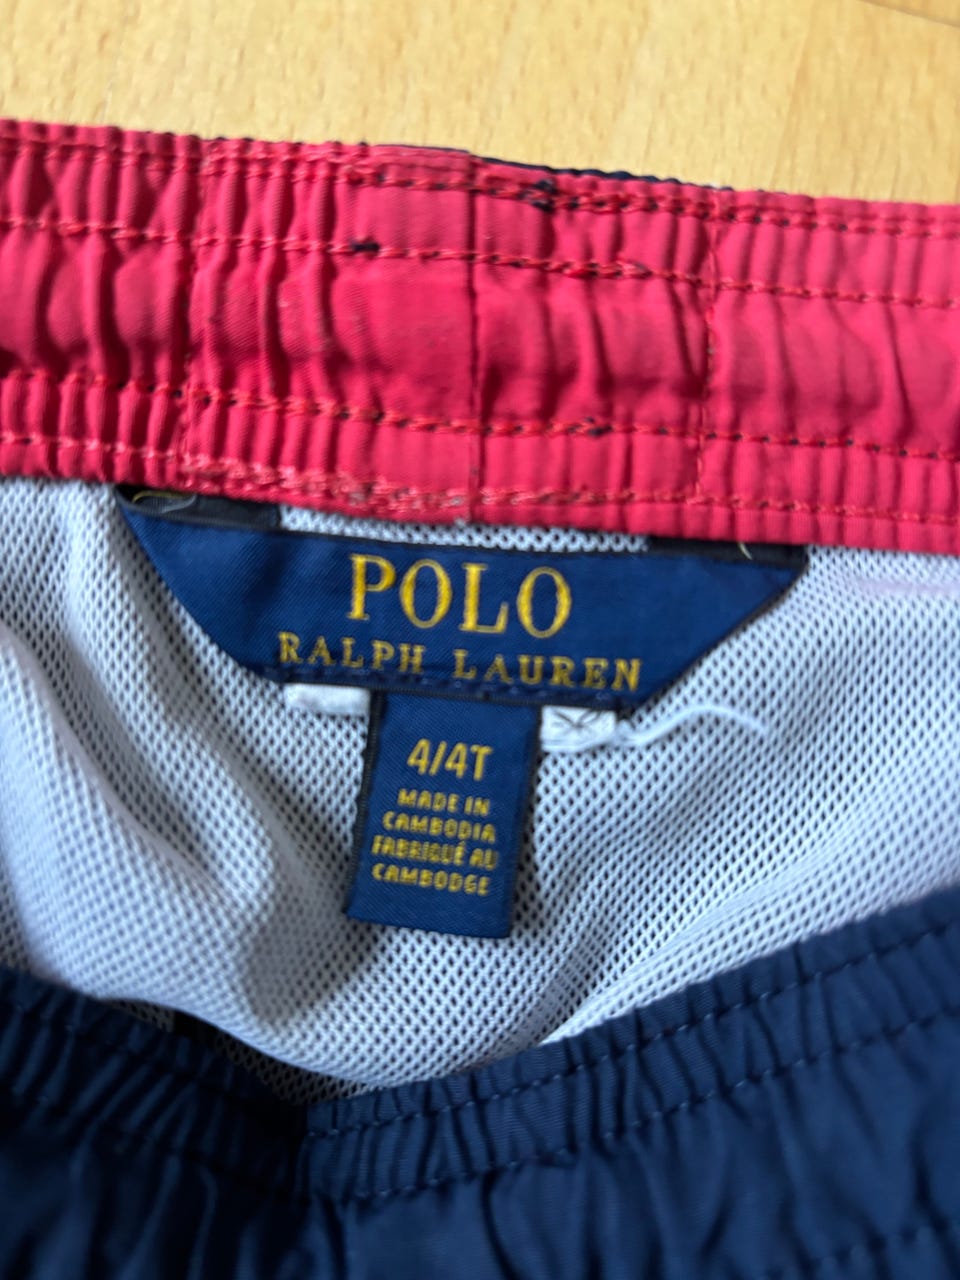 POLO
RALPH LAUREN
4/4T
MADE IN
CAMBODIA
FABRIQUÉ AU
CAMBODGE